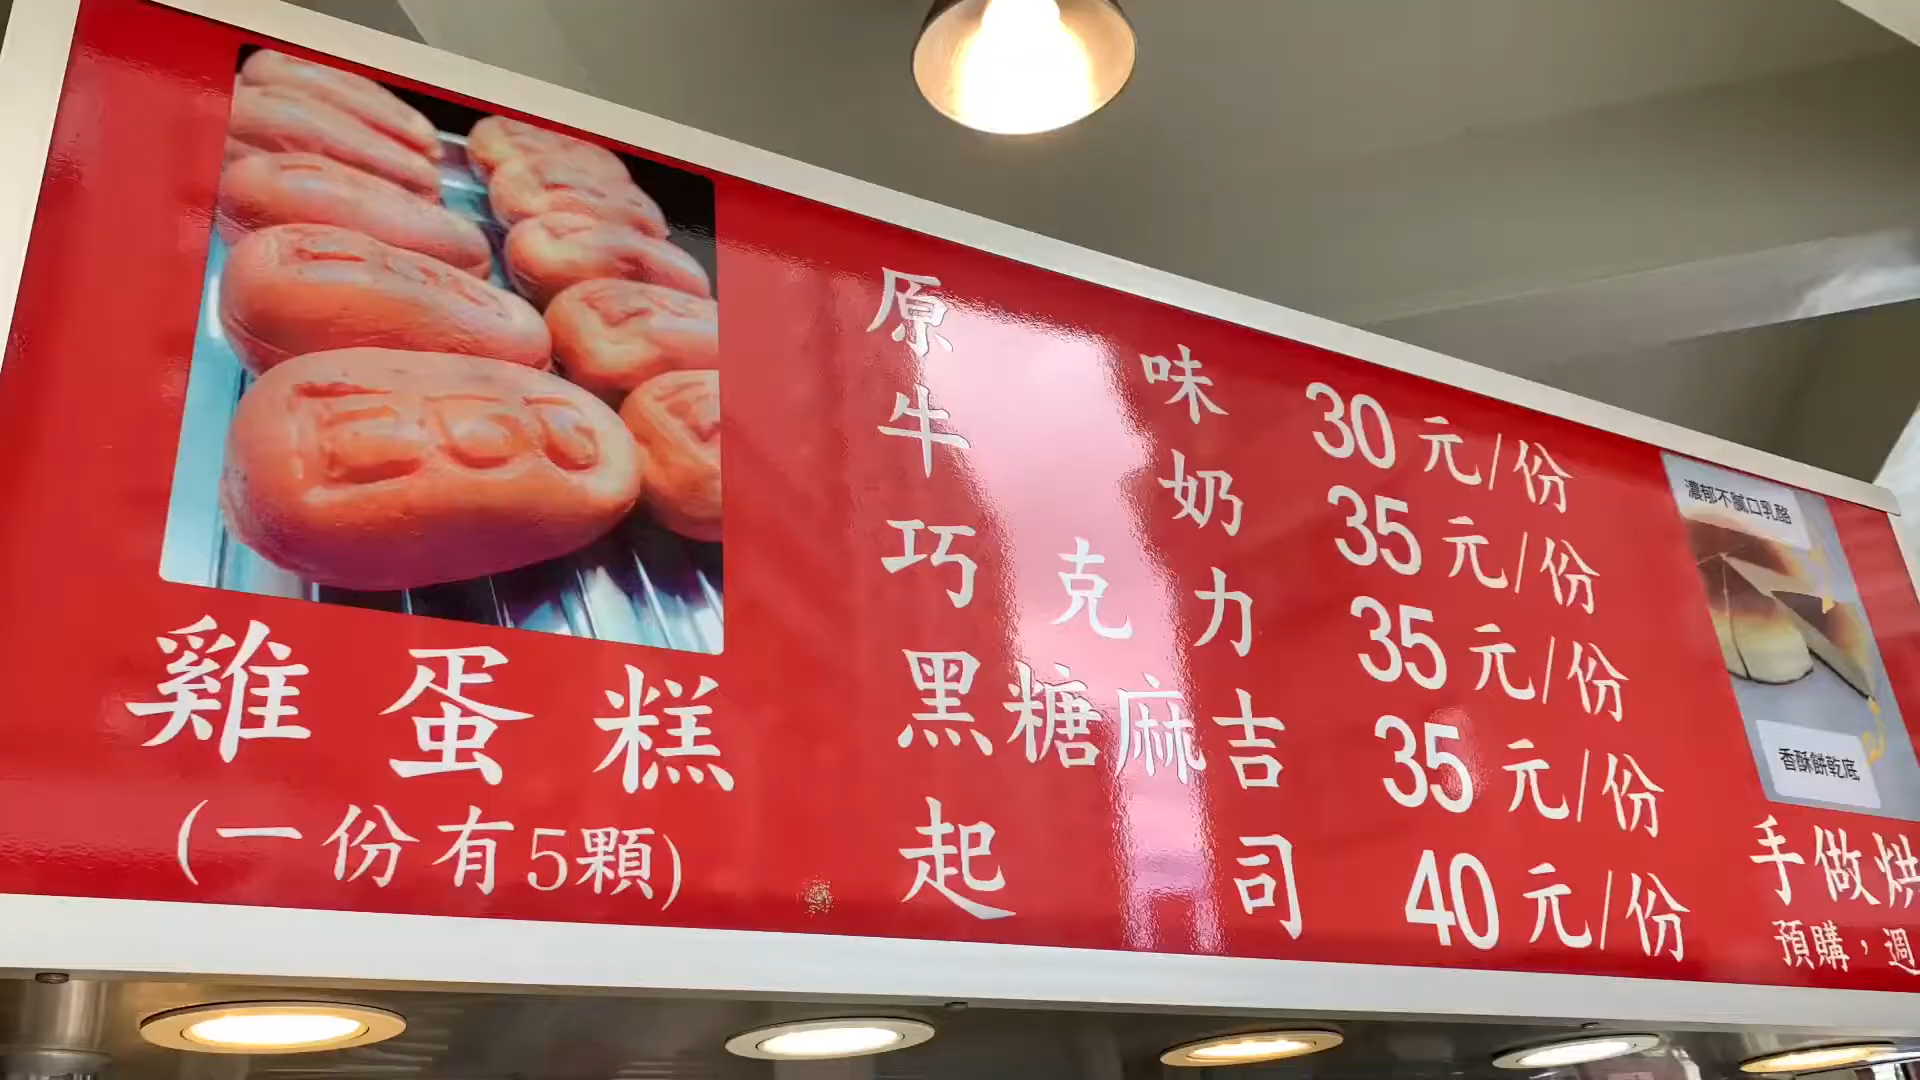 EGG
雞蛋糕
(一份有5顆)
原味 30元/份
牛奶 35元/份
巧克力 35元/份
黑糖麻吉 35元/份
起司 40元/份
濃郁不膩口乳酪
香酥餅乾底
手做烘
預購，週